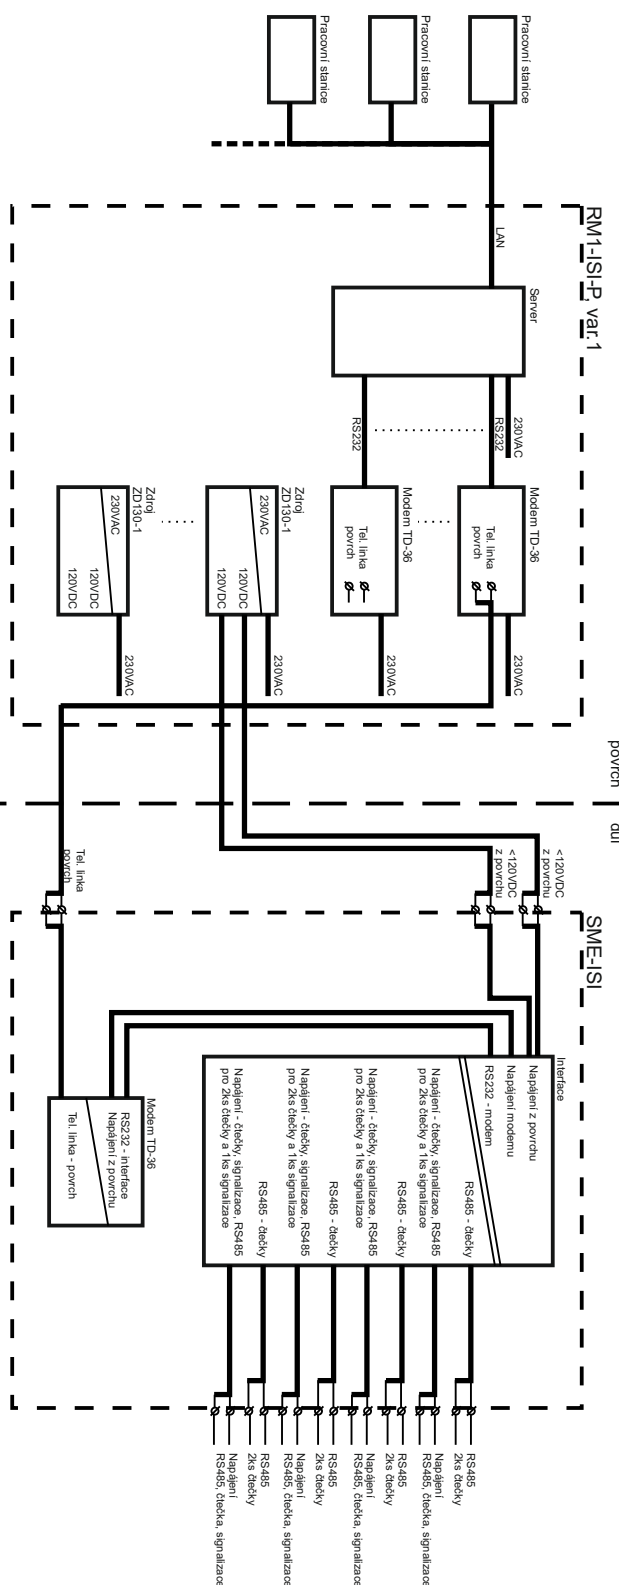 povrch
důl
RM1-ISI-P, var.1
SME-ISI
Pracovní stanice
Pracovní stanice
Pracovní stanice
LAN
Server
230VAC
RS232
RS232
Modem TD-36
Tel. linka
povrch
230VAC
Modem TD-36
Tel. linka
povrch
230VAC
Zdroj
ZD130-1
230VAC
120VDC
120VDC
230VAC
Zdroj
ZD130-1
230VAC
120VDC
120VDC
230VAC
<120VDC
z povrchu
<120VDC
z povrchu
Tel. linka
povrch
Interface
Napájení z povrchu
Napájení modemu
RS232 - modem
RS485 - čtečky
Napájení - čtečky, signalizace, RS485
pro 2ks čtečky a 1ks signalizace
RS485 - čtečky
Napájení - čtečky, signalizace, RS485
pro 2ks čtečky a 1ks signalizace
RS485 - čtečky
Napájení - čtečky, signalizace, RS485
pro 2ks čtečky a 1ks signalizace
RS485 - čtečky
Napájení - čtečky, signalizace, RS485
pro 2ks čtečky a 1ks signalizace
Modem TD-36
RS232 - interface
Napájení z povrchu
Tel. linka - povrch
RS485
2ks čtečky
Napájení
RS485, čtečka, signalizace
RS485
2ks čtečky
Napájení
RS485, čtečka, signalizace
RS485
2ks čtečky
Napájení
RS485, čtečka, signalizace
RS485
2ks čtečky
Napájení
RS485, čtečka, signalizace